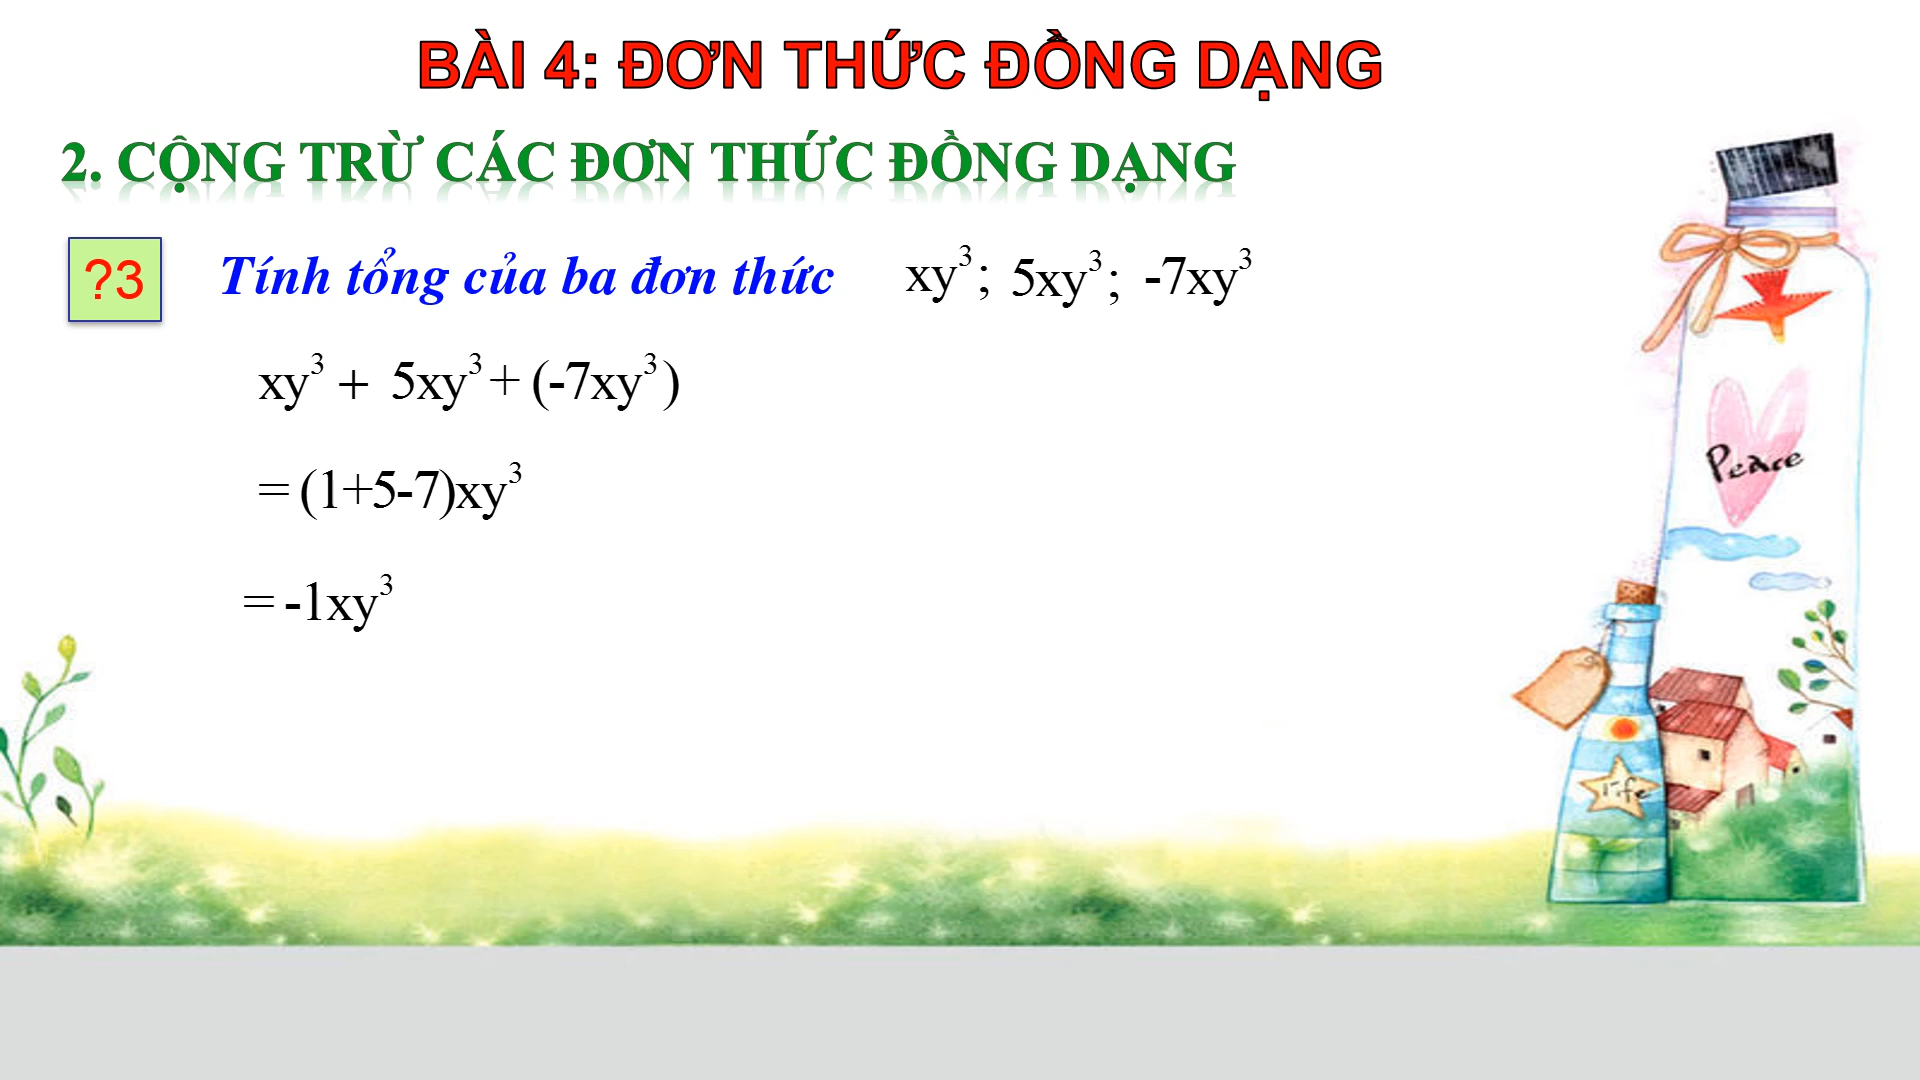 BÀI 4: ĐƠN THỨC ĐỒNG DẠNG
2. CỘNG TRỪ CÁC ĐƠN THỨC ĐỒNG DẠNG
?3 Tính tổng của ba đơn thức xy³; 5xy³; -7xy³
xy³ + 5xy³ + (-7xy³)
= (1+5-7)xy³
= -1xy³
Peace
life